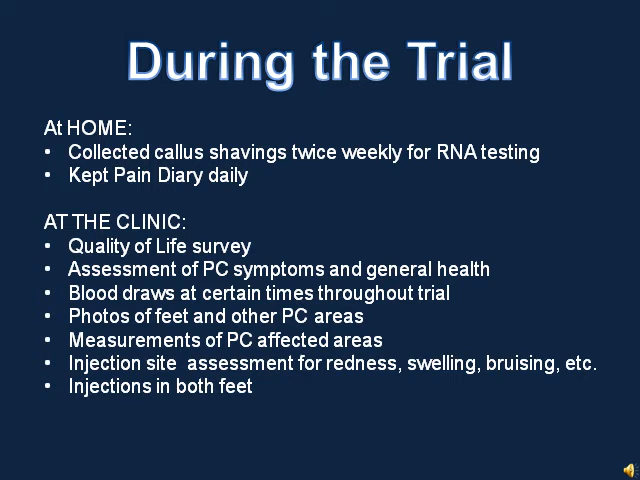 During the Trial
At HOME:
• Collected callus shavings twice weekly for RNA testing
• Kept Pain Diary daily
AT THE CLINIC:
• Quality of Life survey
• Assessment of PC symptoms and general health
• Blood draws at certain times throughout trial
• Photos of feet and other PC areas
• Measurements of PC affected areas
• Injection site  assessment for redness, swelling, bruising, etc.
• Injections in both feet